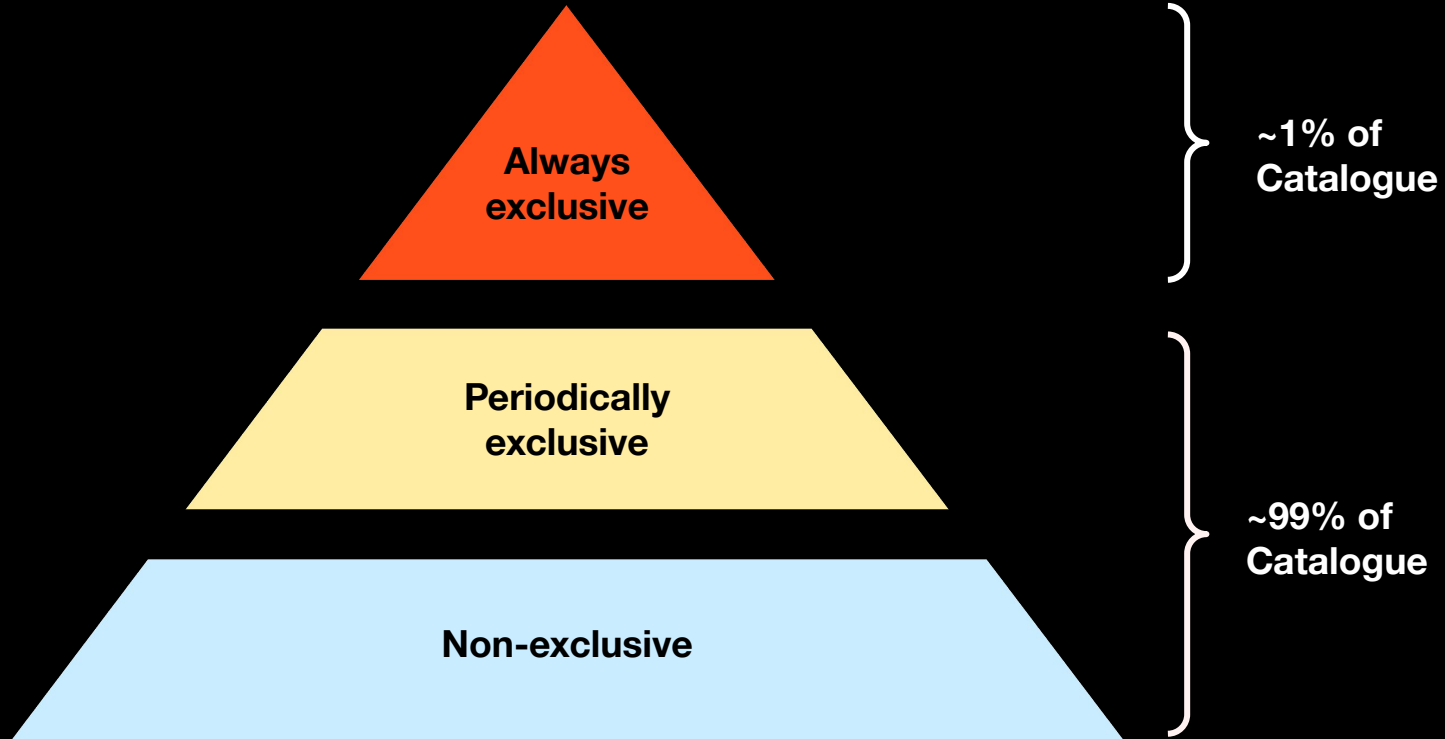 Always
exclusive
~1% of
Catalogue
Periodically
exclusive
~99% of
Catalogue
Non-exclusive